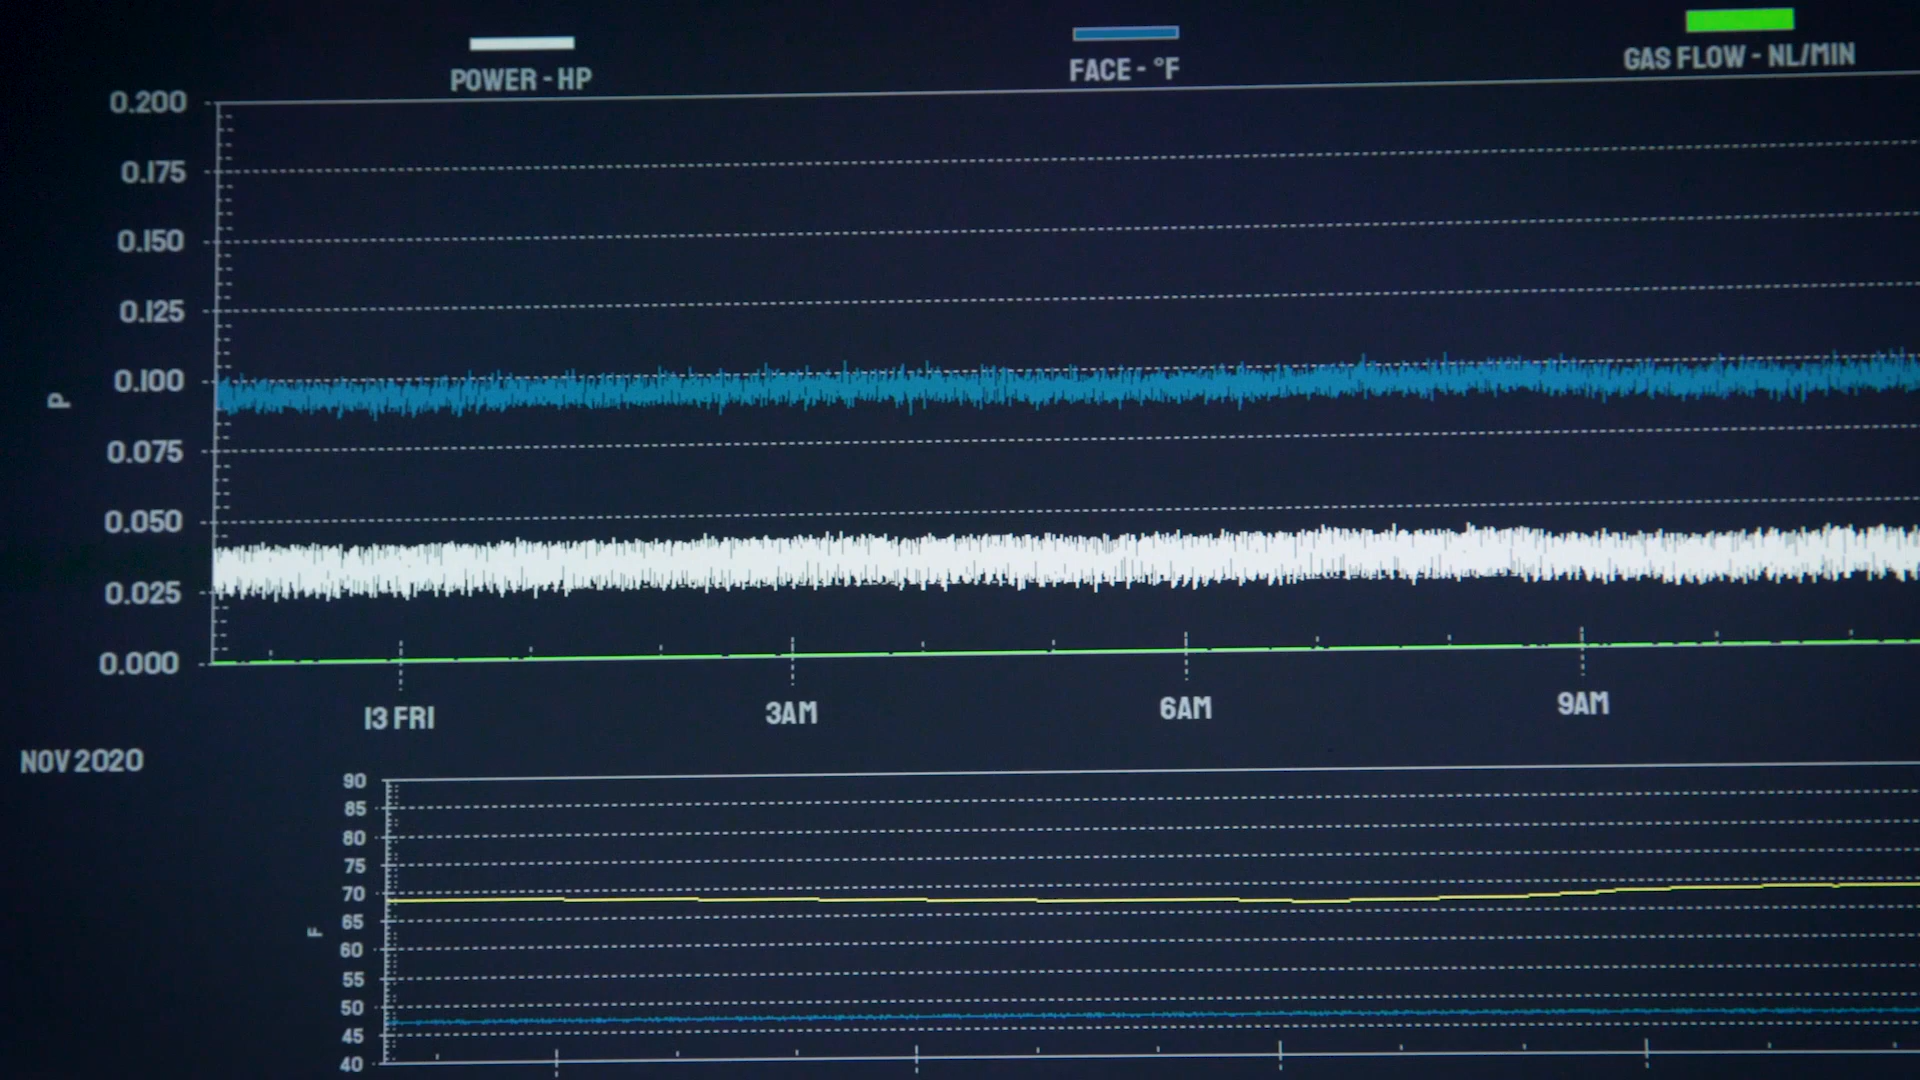 POWER - HP
FACE - °F
GAS FLOW - NL/MIN
0.200
0.175
0.150
0.125
0.100
P
0.075
0.050
0.025
0.000
13 FRI
3AM
6AM
9AM
NOV 2020
90
85
80
75
70
65
F
60
55
50
45
40